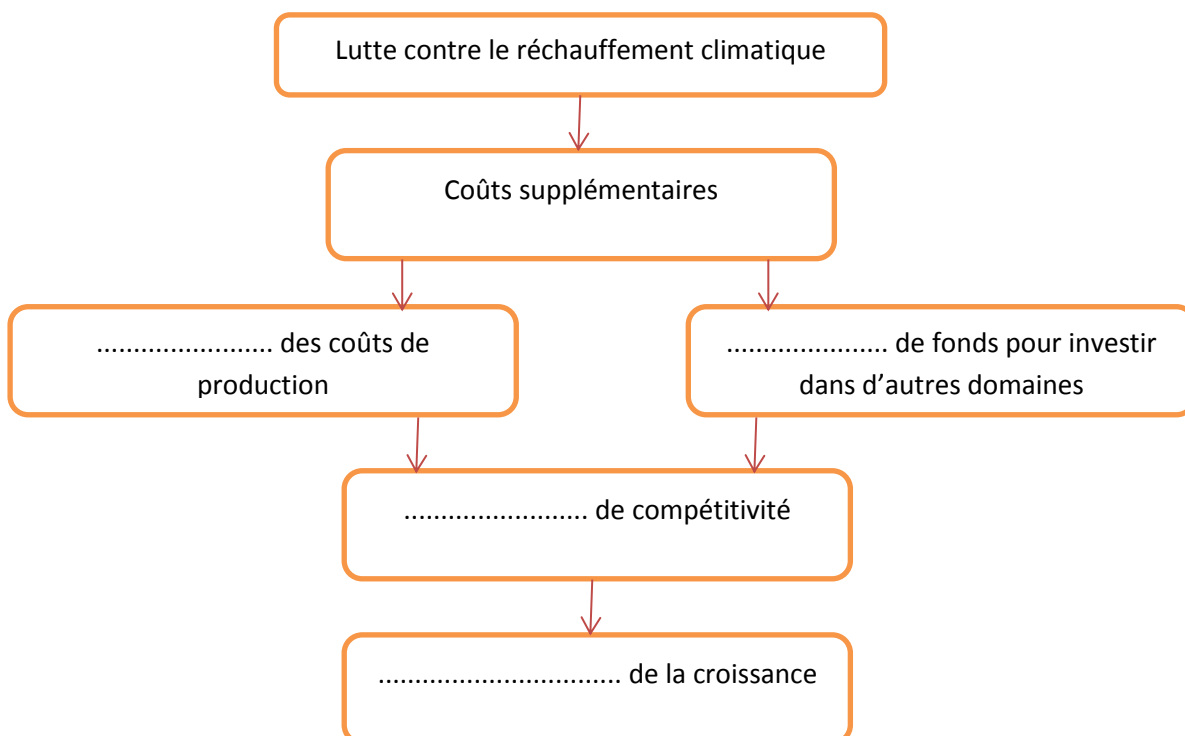 Lutte contre le réchauffement climatique
Coûts supplémentaires
........................ des coûts de
production
...................... de fonds pour investir
dans d’autres domaines
......................... de compétitivité
................................. de la croissance